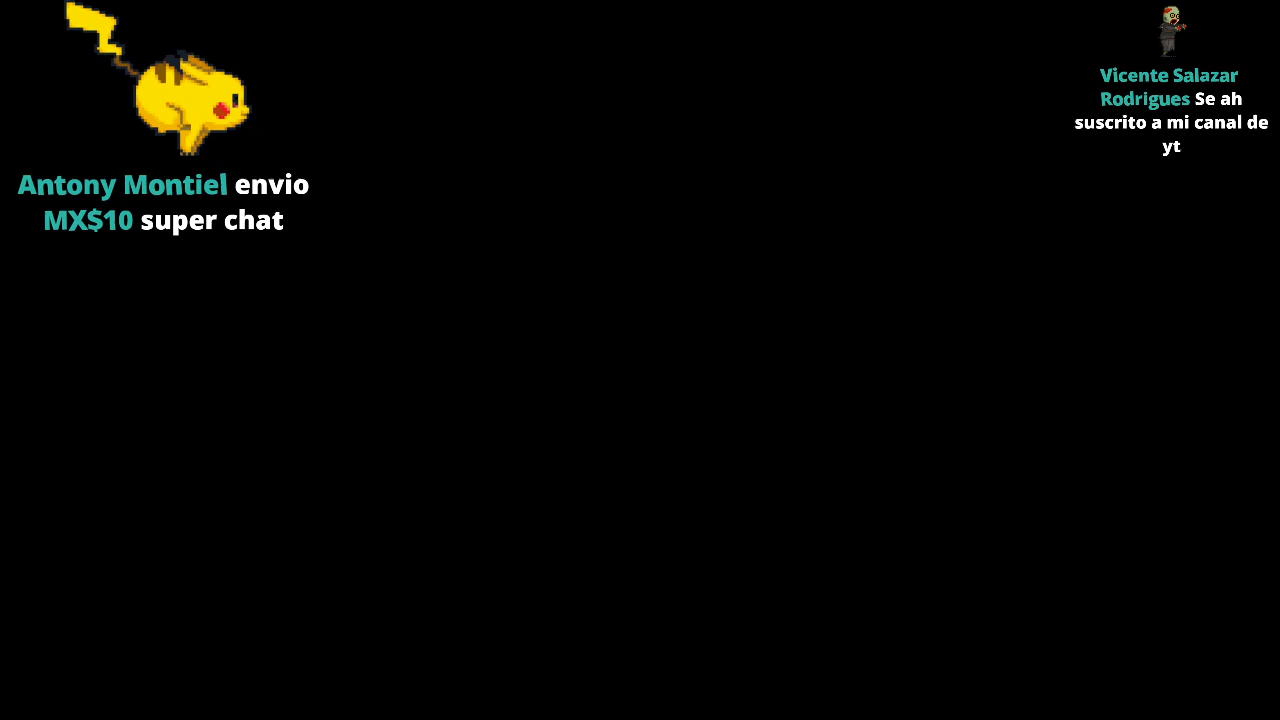 Antony Montiel envio
MX$10 super chat
Vicente Salazar
Rodrigues Se ah
suscrito a mi canal de
yt